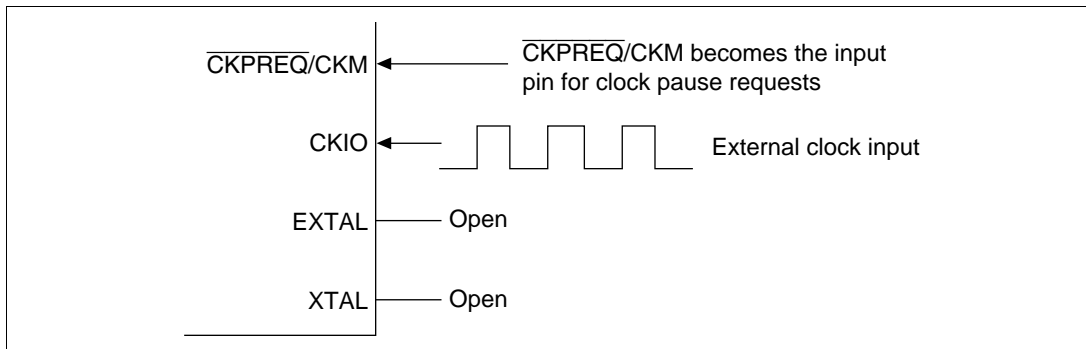 CKPREQ/CKM
CKPREQ/CKM becomes the input
pin for clock pause requests
CKIO
External clock input
EXTAL
Open
XTAL
Open